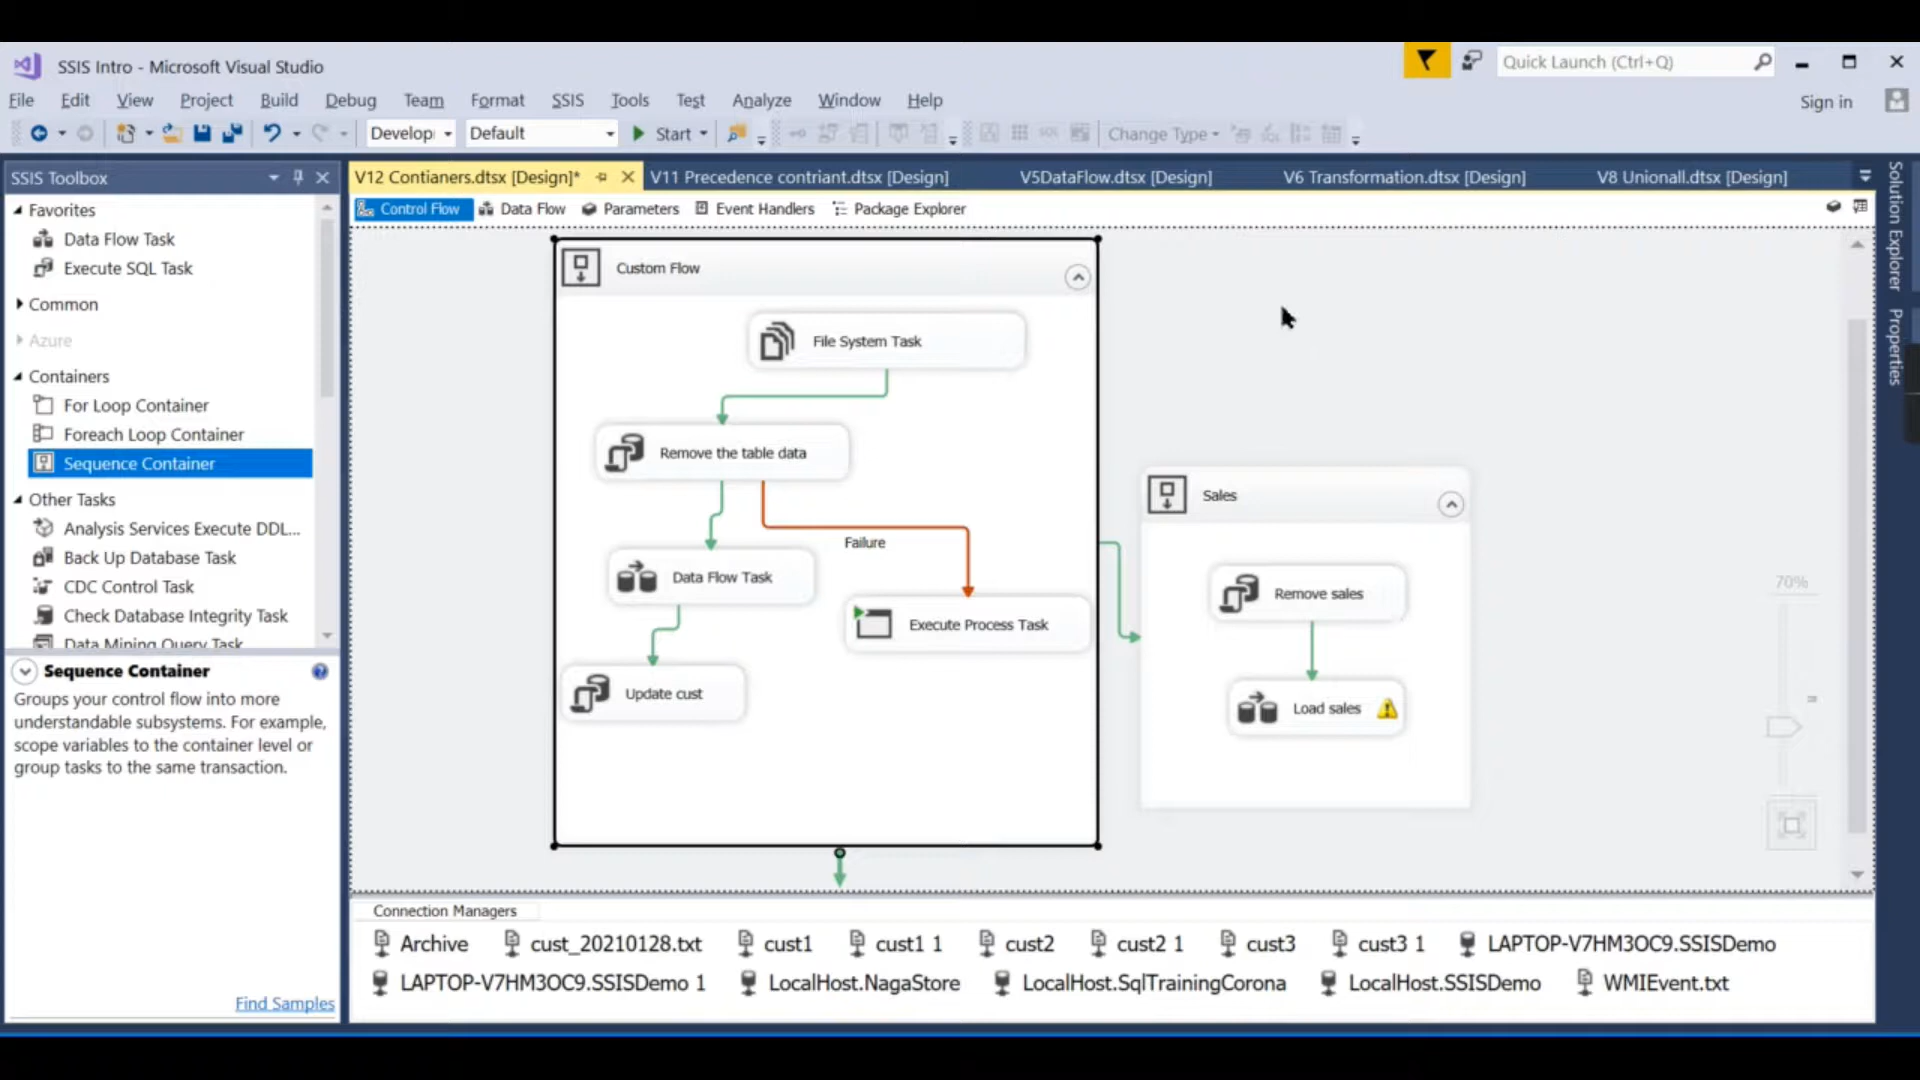 SSIS Intro - Microsoft Visual Studio
Quick Launch (Ctrl+Q)
File Edit View Project Build Debug Team Format SSIS Tools Test Analyze Window Help
Sign in
Develop Default Start Change Type
SSIS Toolbox
V12 Contianers.dtsx [Design]* V11 Precedence contriant.dtsx [Design] V5DataFlow.dtsx [Design] V6 Transformation.dtsx [Design] V8 Unionall.dtsx [Design]
Control Flow Data Flow Parameters Event Handlers Package Explorer
Solution Explorer
Properties
Favorites
Data Flow Task
Execute SQL Task
Common
Azure
Containers
For Loop Container
Foreach Loop Container
Sequence Container
Other Tasks
Analysis Services Execute DDL...
Back Up Database Task
CDC Control Task
Check Database Integrity Task
Data Mining Query Task
Sequence Container
Groups your control flow into more
understandable subsystems. For example,
scope variables to the container level or
group tasks to the same transaction.
Find Samples
Custom Flow
File System Task
Remove the table data
Failure
Data Flow Task
Execute Process Task
Update cust
Sales
Remove sales
Load sales
70%
Connection Managers
Archive cust_20210128.txt cust1 cust1 1 cust2 cust2 1 cust3 cust3 1 LAPTOP-V7HM3OC9.SSISDemo
LAPTOP-V7HM3OC9.SSISDemo 1 LocalHost.NagaStore LocalHost.SqlTrainingCorona LocalHost.SSISDemo WMIEvent.txt